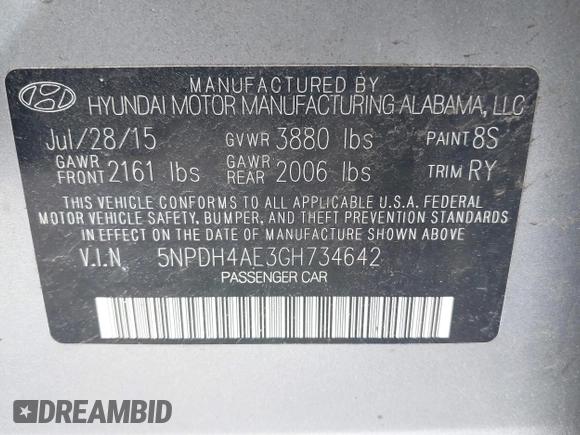 MANUFACTURED BY
HYUNDAI MOTOR MANUFACTURING ALABAMA, LLC
Jul/28/15 GVWR 3880 lbs PAINT 8S
GAWR FRONT 2161 lbs GAWR REAR 2006 lbs TRIM RY
THIS VEHICLE CONFORMS TO ALL APPLICABLE U.S.A. FEDERAL
MOTOR VEHICLE SAFETY, BUMPER, AND THEFT PREVENTION STANDARDS
IN EFFECT ON THE DATE OF MANUFACTURE SHOWN ABOVE.
V.I.N. 5NPDH4AE3GH734642
PASSENGER CAR
DREAMBID